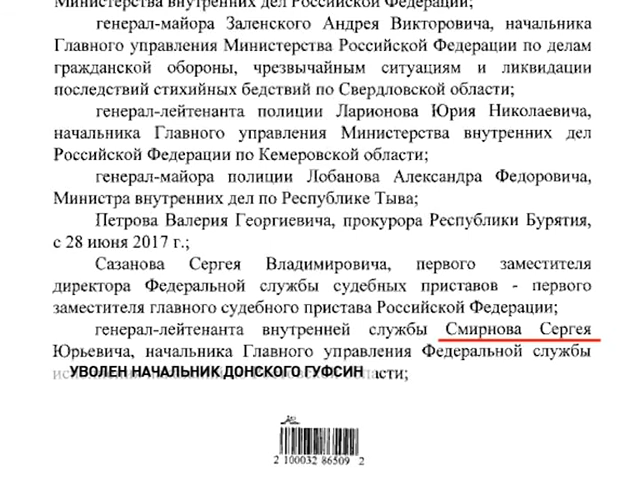 Министерства внутренних дел Российской Федерации;
генерал-майора Заленского Андрея Викторовича, начальника
Главного управления Министерства Российской Федерации по делам
гражданской обороны, чрезвычайным ситуациям и ликвидации
последствий стихийных бедствий по Свердловской области;
генерал-лейтенанта полиции Ларионова Юрия Николаевича,
начальника Главного управления Министерства внутренних дел
Российской Федерации по Кемеровской области;
генерал-майора полиции Лобанова Александра Федоровича,
Министра внутренних дел по Республике Тыва;
Петрова Валерия Георгиевича, прокурора Республики Бурятия,
с 28 июня 2017 г.;
Сазанова Сергея Владимировича, первого заместителя
директора Федеральной службы судебных приставов - первого
заместителя главного судебного пристава Российской Федерации;
генерал-лейтенанта внутренней службы Смирнова Сергея
Юрьевича, начальника Главного управления Федеральной службы
УВОЛЕН НАЧАЛЬНИК ДОНСКОГО ГУФСИН
2 100032 86509 2